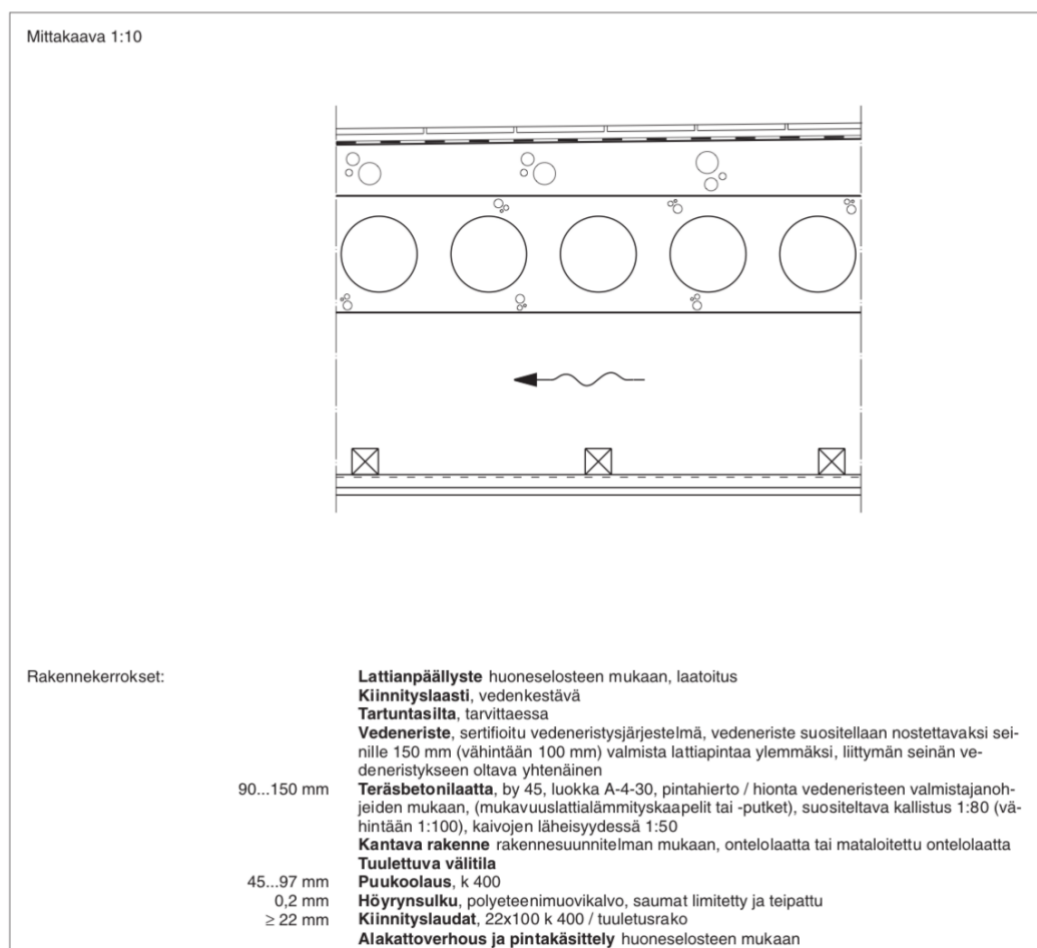 Mittakaava 1:10
Rakennekerrokset:
Lattianpäällyste huoneselosteen mukaan, laatoitus
Kiinnityslaasti, vedenkestävä
Tartuntasilta, tarvittaessa
Vedeneriste, sertifioitu vedeneristysjärjestelmä, vedeneriste suositellaan nostettavaksi sei-
nille 150 mm (vähintään 100 mm) valmista lattiapintaa ylemmäksi, liittymän seinän ve-
deneristykseen oltava yhtenäinen
90...150 mm Teräsbetonilaatta, by 45, luokka A-4-30, pintahierto / hionta vedeneristeen valmistajanoh-
jeiden mukaan, (mukavuuslattialämmityskaapelit tai -putket), suositeltava kallistus 1:80 (vä-
hintään 1:100), kaivojen läheisyydessä 1:50
Kantava rakenne rakennesuunnitelman mukaan, ontelolaatta tai mataloitettu ontelolaatta
Tuulettuva välitila
45...97 mm Puukoolaus, k 400
0,2 mm Höyrynsulku, polyeteenimuovikalvo, saumat limitetty ja teipattu
≥ 22 mm Kiinnityslaudat, 22x100 k 400 / tuuletusrako
Alakattoverhous ja pintakäsittely huoneselosteen mukaan